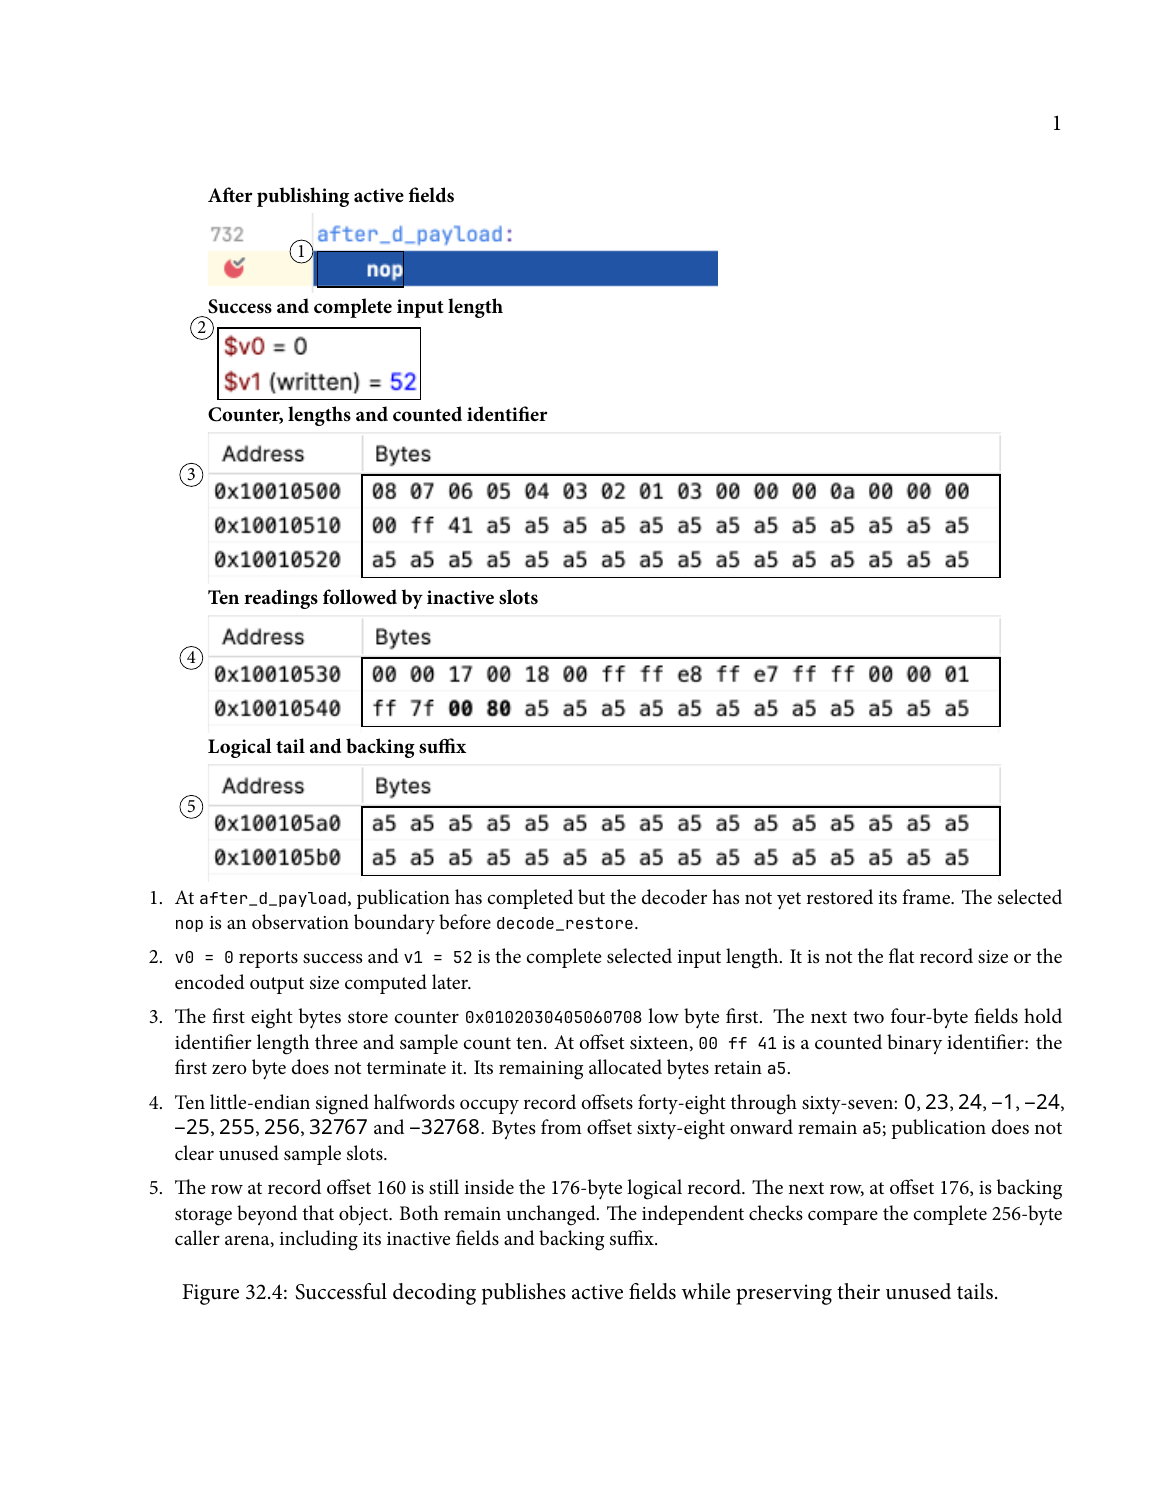 1
After publishing active fields
732 after_d_payload:
1 nop
Success and complete input length
2
$v0 = 0
$v1 (written) = 52
Counter, lengths and counted identifier
Address Bytes
3
0x10010500 08 07 06 05 04 03 02 01 03 00 00 00 0a 00 00 00
0x10010510 00 ff 41 a5 a5 a5 a5 a5 a5 a5 a5 a5 a5 a5 a5 a5
0x10010520 a5 a5 a5 a5 a5 a5 a5 a5 a5 a5 a5 a5 a5 a5 a5 a5
Ten readings followed by inactive slots
Address Bytes
4
0x10010530 00 00 17 00 18 00 ff ff e8 ff e7 ff ff 00 00 01
0x10010540 ff 7f 00 80 a5 a5 a5 a5 a5 a5 a5 a5 a5 a5 a5 a5
Logical tail and backing suffix
Address Bytes
5
0x100105a0 a5 a5 a5 a5 a5 a5 a5 a5 a5 a5 a5 a5 a5 a5 a5 a5
0x100105b0 a5 a5 a5 a5 a5 a5 a5 a5 a5 a5 a5 a5 a5 a5 a5 a5
1. At after_d_payload, publication has completed but the decoder has not yet restored its frame. The selected
nop is an observation boundary before decode_restore.
2. v0 = 0 reports success and v1 = 52 is the complete selected input length. It is not the flat record size or the
encoded output size computed later.
3. The first eight bytes store counter 0x0102030405060708 low byte first. The next two four-byte fields hold
identifier length three and sample count ten. At offset sixteen, 00 ff 41 is a counted binary identifier: the
first zero byte does not terminate it. Its remaining allocated bytes retain a5.
4. Ten little-endian signed halfwords occupy record offsets forty-eight through sixty-seven: 0, 23, 24, –1, –24,
–25, 255, 256, 32767 and –32768. Bytes from offset sixty-eight onward remain a5; publication does not
clear unused sample slots.
5. The row at record offset 160 is still inside the 176-byte logical record. The next row, at offset 176, is backing
storage beyond that object. Both remain unchanged. The independent checks compare the complete 256-byte
caller arena, including its inactive fields and backing suffix.
Figure 32.4: Successful decoding publishes active fields while preserving their unused tails.